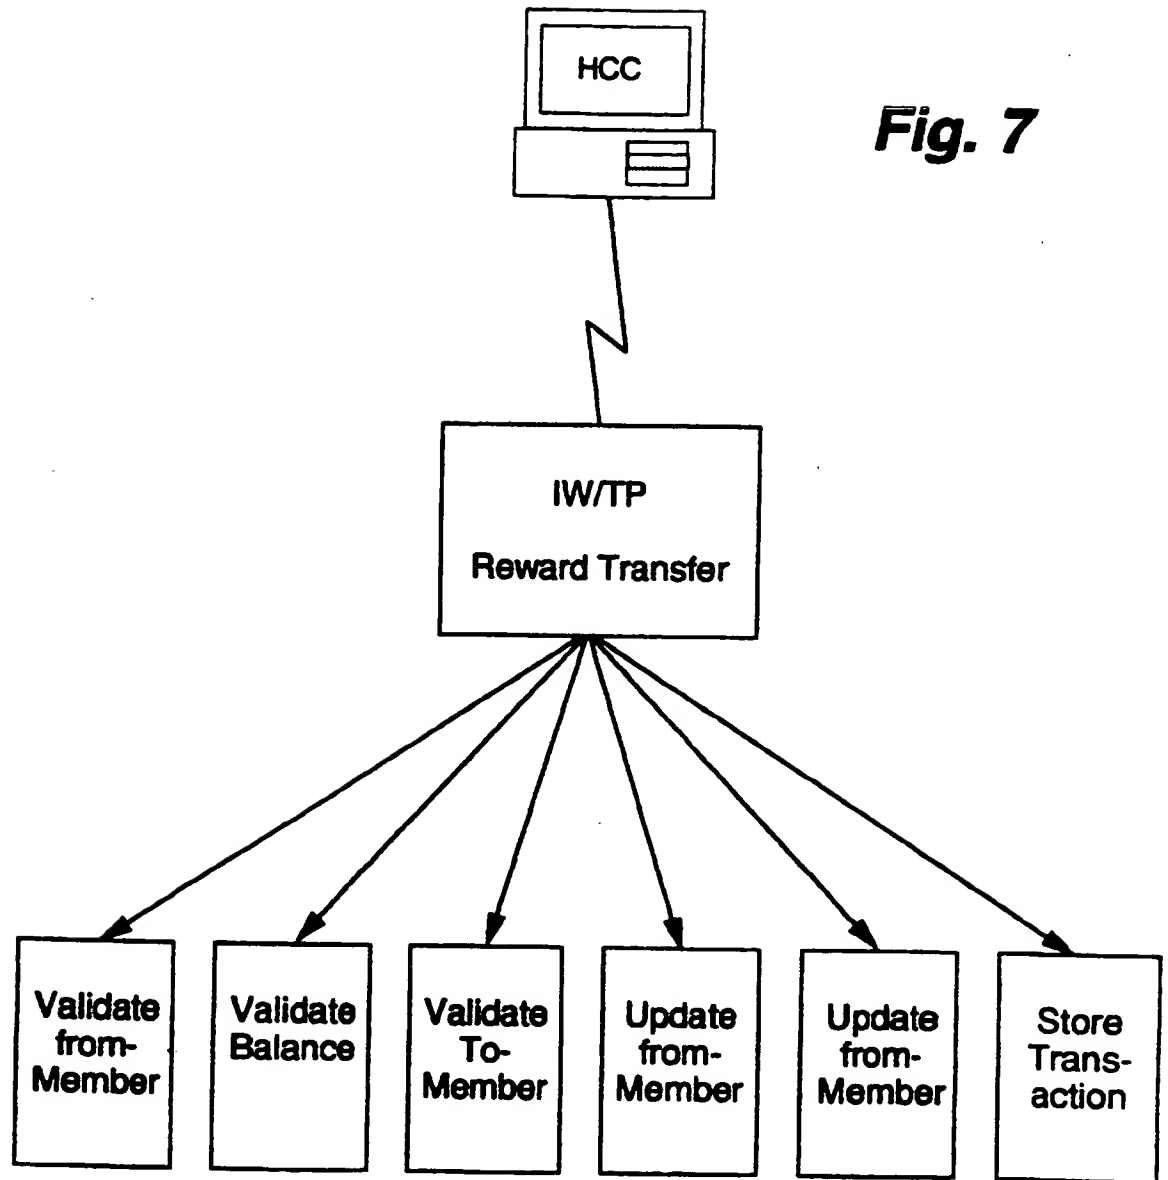 HCC
Fig. 7
IW/TP
Reward Transfer
Validate
from-
Member
Validate
Balance
Validate
To-
Member
Update
from-
Member
Update
from-
Member
Store
Trans-
action